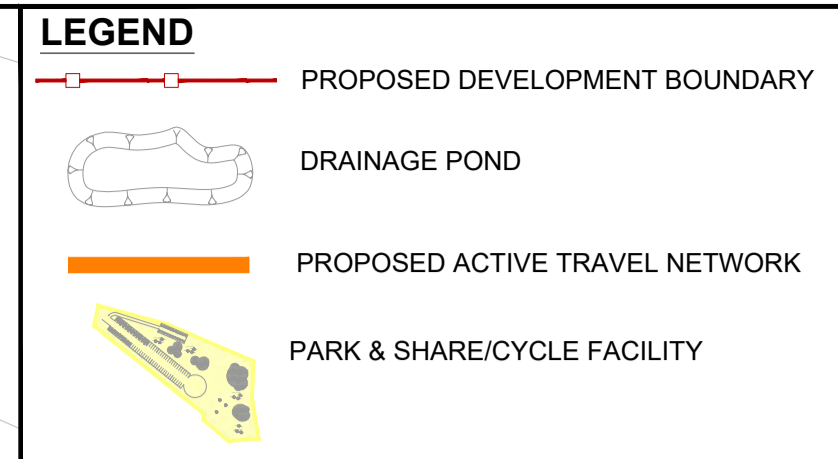 LEGEND
PROPOSED DEVELOPMENT BOUNDARY
DRAINAGE POND
PROPOSED ACTIVE TRAVEL NETWORK
PARK & SHARE/CYCLE FACILITY